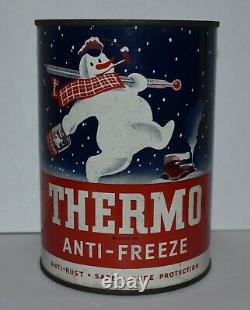 THERMO
ANTI-FREEZE
ANTI-RUST • SAFE • SURE PROTECTION